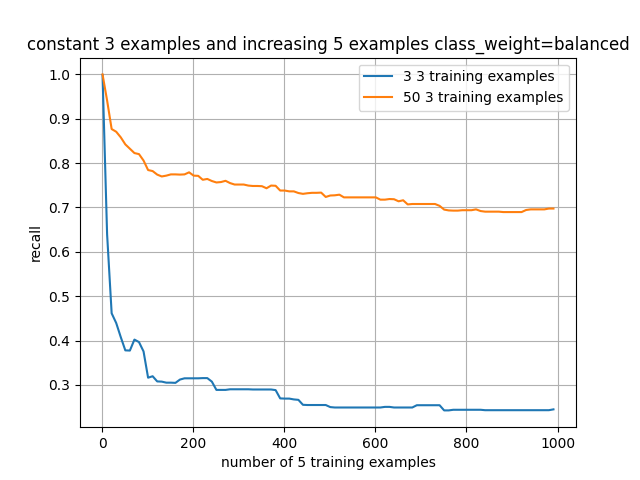 constant 3 examples and increasing 5 examples class_weight=balanced
3 3 training examples
50 3 training examples
recall
1.0
0.9
0.8
0.7
0.6
0.5
0.4
0.3
0
200
400
600
800
1000
number of 5 training examples